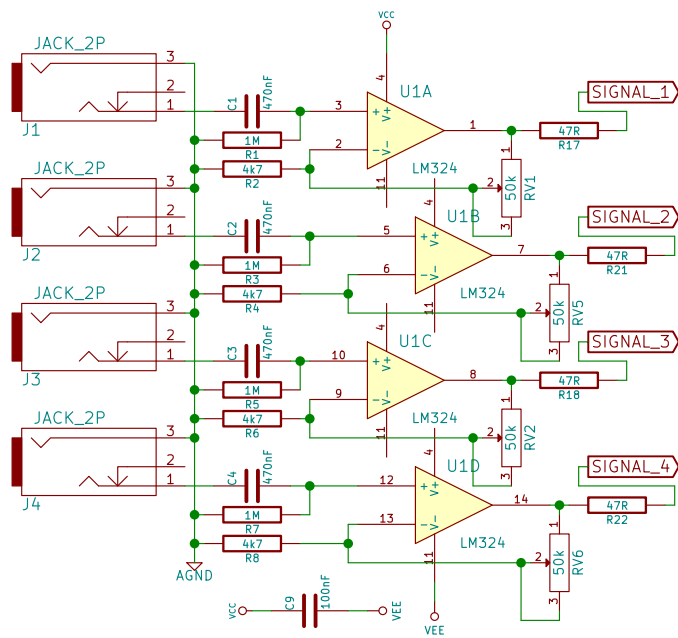 VCC
JACK_2P
3
2
1
J1
C1
470nF
1M
R1
4k7
R2
3
2
+
−
V+
V−
4
11
U1A
LM324
1
50k
RV1
1
2
3
47R
R17
SIGNAL_1
JACK_2P
3
2
1
J2
C2
470nF
1M
R3
4k7
R4
5
6
+
−
V+
V−
4
11
U1B
LM324
7
50k
RV5
1
2
3
47R
R21
SIGNAL_2
JACK_2P
3
2
1
J3
C3
470nF
1M
R5
4k7
R6
10
9
+
−
V+
V−
4
11
U1C
LM324
8
50k
RV2
1
2
3
47R
R18
SIGNAL_3
JACK_2P
3
2
1
J4
C4
470nF
1M
R7
4k7
R8
12
13
+
−
V+
V−
4
11
U1D
LM324
14
50k
RV6
1
2
3
47R
R22
SIGNAL_4
AGND
VCC
C9
100nF
VEE
VEE